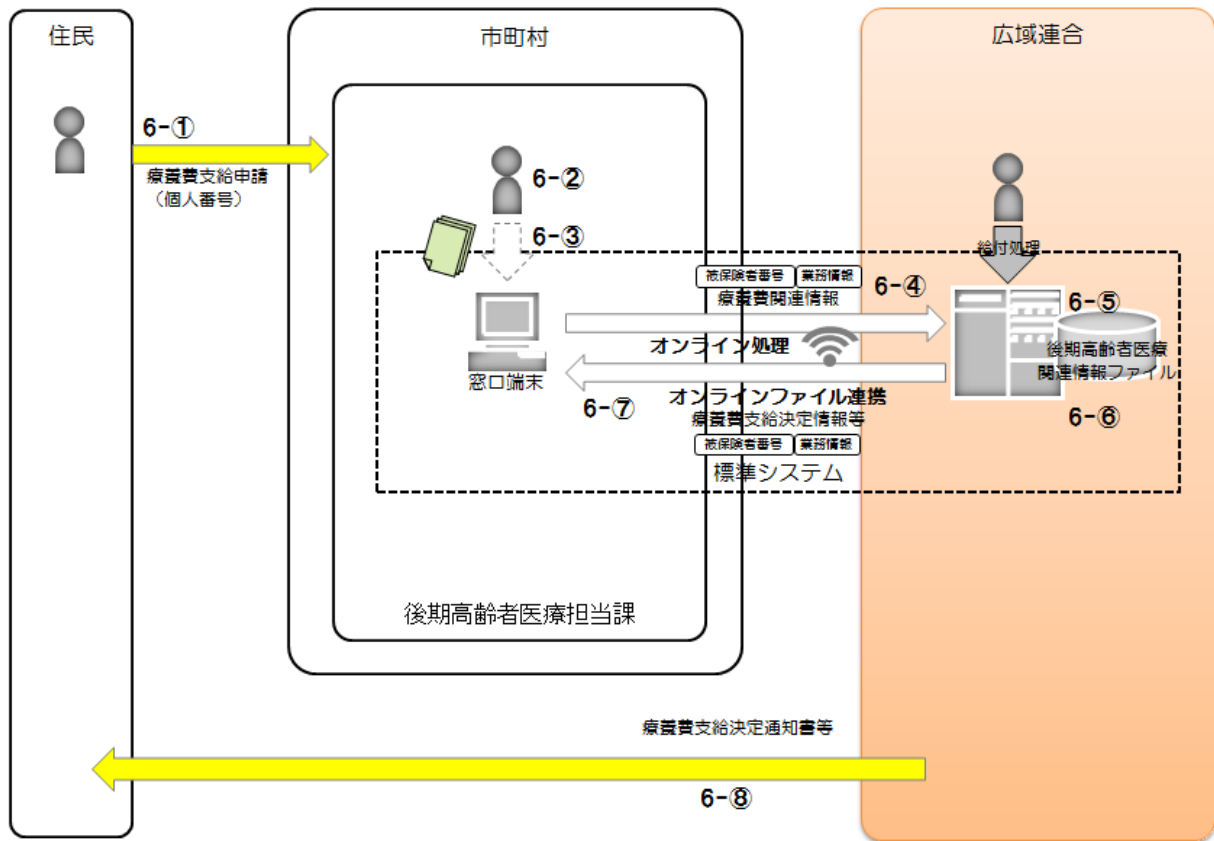 住民
市町村
広域連合
6-①
療養費支給申請
（個人番号）
6-②
6-③
給付処理
被保険者番号 業務情報
療養費関連情報
6-④
6-⑤
オンライン処理
後期高齢者医療
関連情報ファイル
窓口端末
6-⑦
オンラインファイル連携
療養費支給決定情報等
6-⑥
被保険者番号 業務情報
標準システム
後期高齢者医療担当課
療養費支給決定通知書等
6-⑧